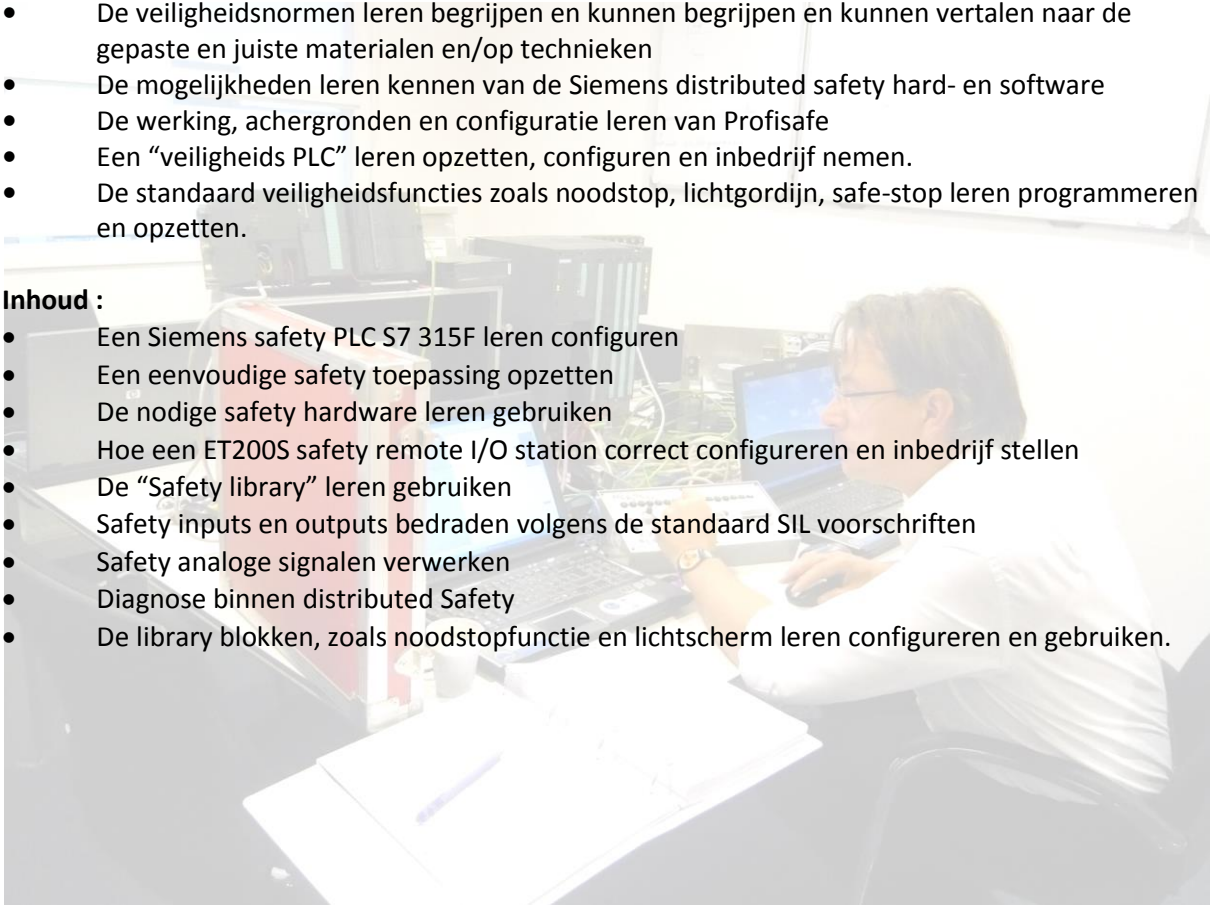 • De veiligheidsnormen leren begrijpen en kunnen begrijpen en kunnen vertalen naar de
gepaste en juiste materialen en/op technieken
• De mogelijkheden leren kennen van de Siemens distributed safety hard- en software
• De werking, achergronden en configuratie leren van Profisafe
• Een “veiligheids PLC” leren opzetten, configuren en inbedrijf nemen.
• De standaard veiligheidsfuncties zoals noodstop, lichtgordijn, safe-stop leren programmeren
en opzetten.
Inhoud :
• Een Siemens safety PLC S7 315F leren configuren
• Een eenvoudige safety toepassing opzetten
• De nodige safety hardware leren gebruiken
• Hoe een ET200S safety remote I/O station correct configureren en inbedrijf stellen
• De “Safety library” leren gebruiken
• Safety inputs en outputs bedraden volgens de standaard SIL voorschriften
• Safety analoge signalen verwerken
• Diagnose binnen distributed Safety
• De library blokken, zoals noodstopfunctie en lichtscherm leren configureren en gebruiken.